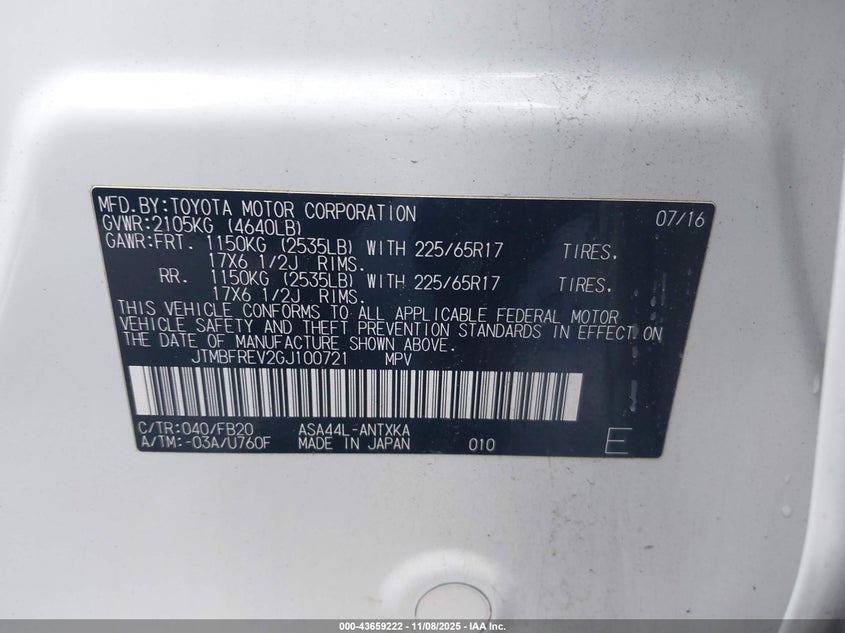 MFD.BY:TOYOTA MOTOR CORPORATION 07/16
GVWR:2105KG (4640LB)
GAWR:FRT. 1150KG (2535LB) WITH 225/65R17 TIRES.
17X6 1/2J RIMS.
RR. 1150KG (2535LB) WITH 225/65R17 TIRES.
17X6 1/2J RIMS.
THIS VEHICLE CONFORMS TO ALL APPLICABLE FEDERAL MOTOR
VEHICLE SAFETY AND THEFT PREVENTION STANDARDS IN EFFECT ON
THE DATE OF MANUFACTURE SHOWN ABOVE.
JTMBFREV2GJ100721 MPV
C/TR:040/FB20 ASA44L-ANTXKA
A/TM:-03A/U760F MADE IN JAPAN 010 E
000-43659222 - 11/08/2025 - IAA Inc.